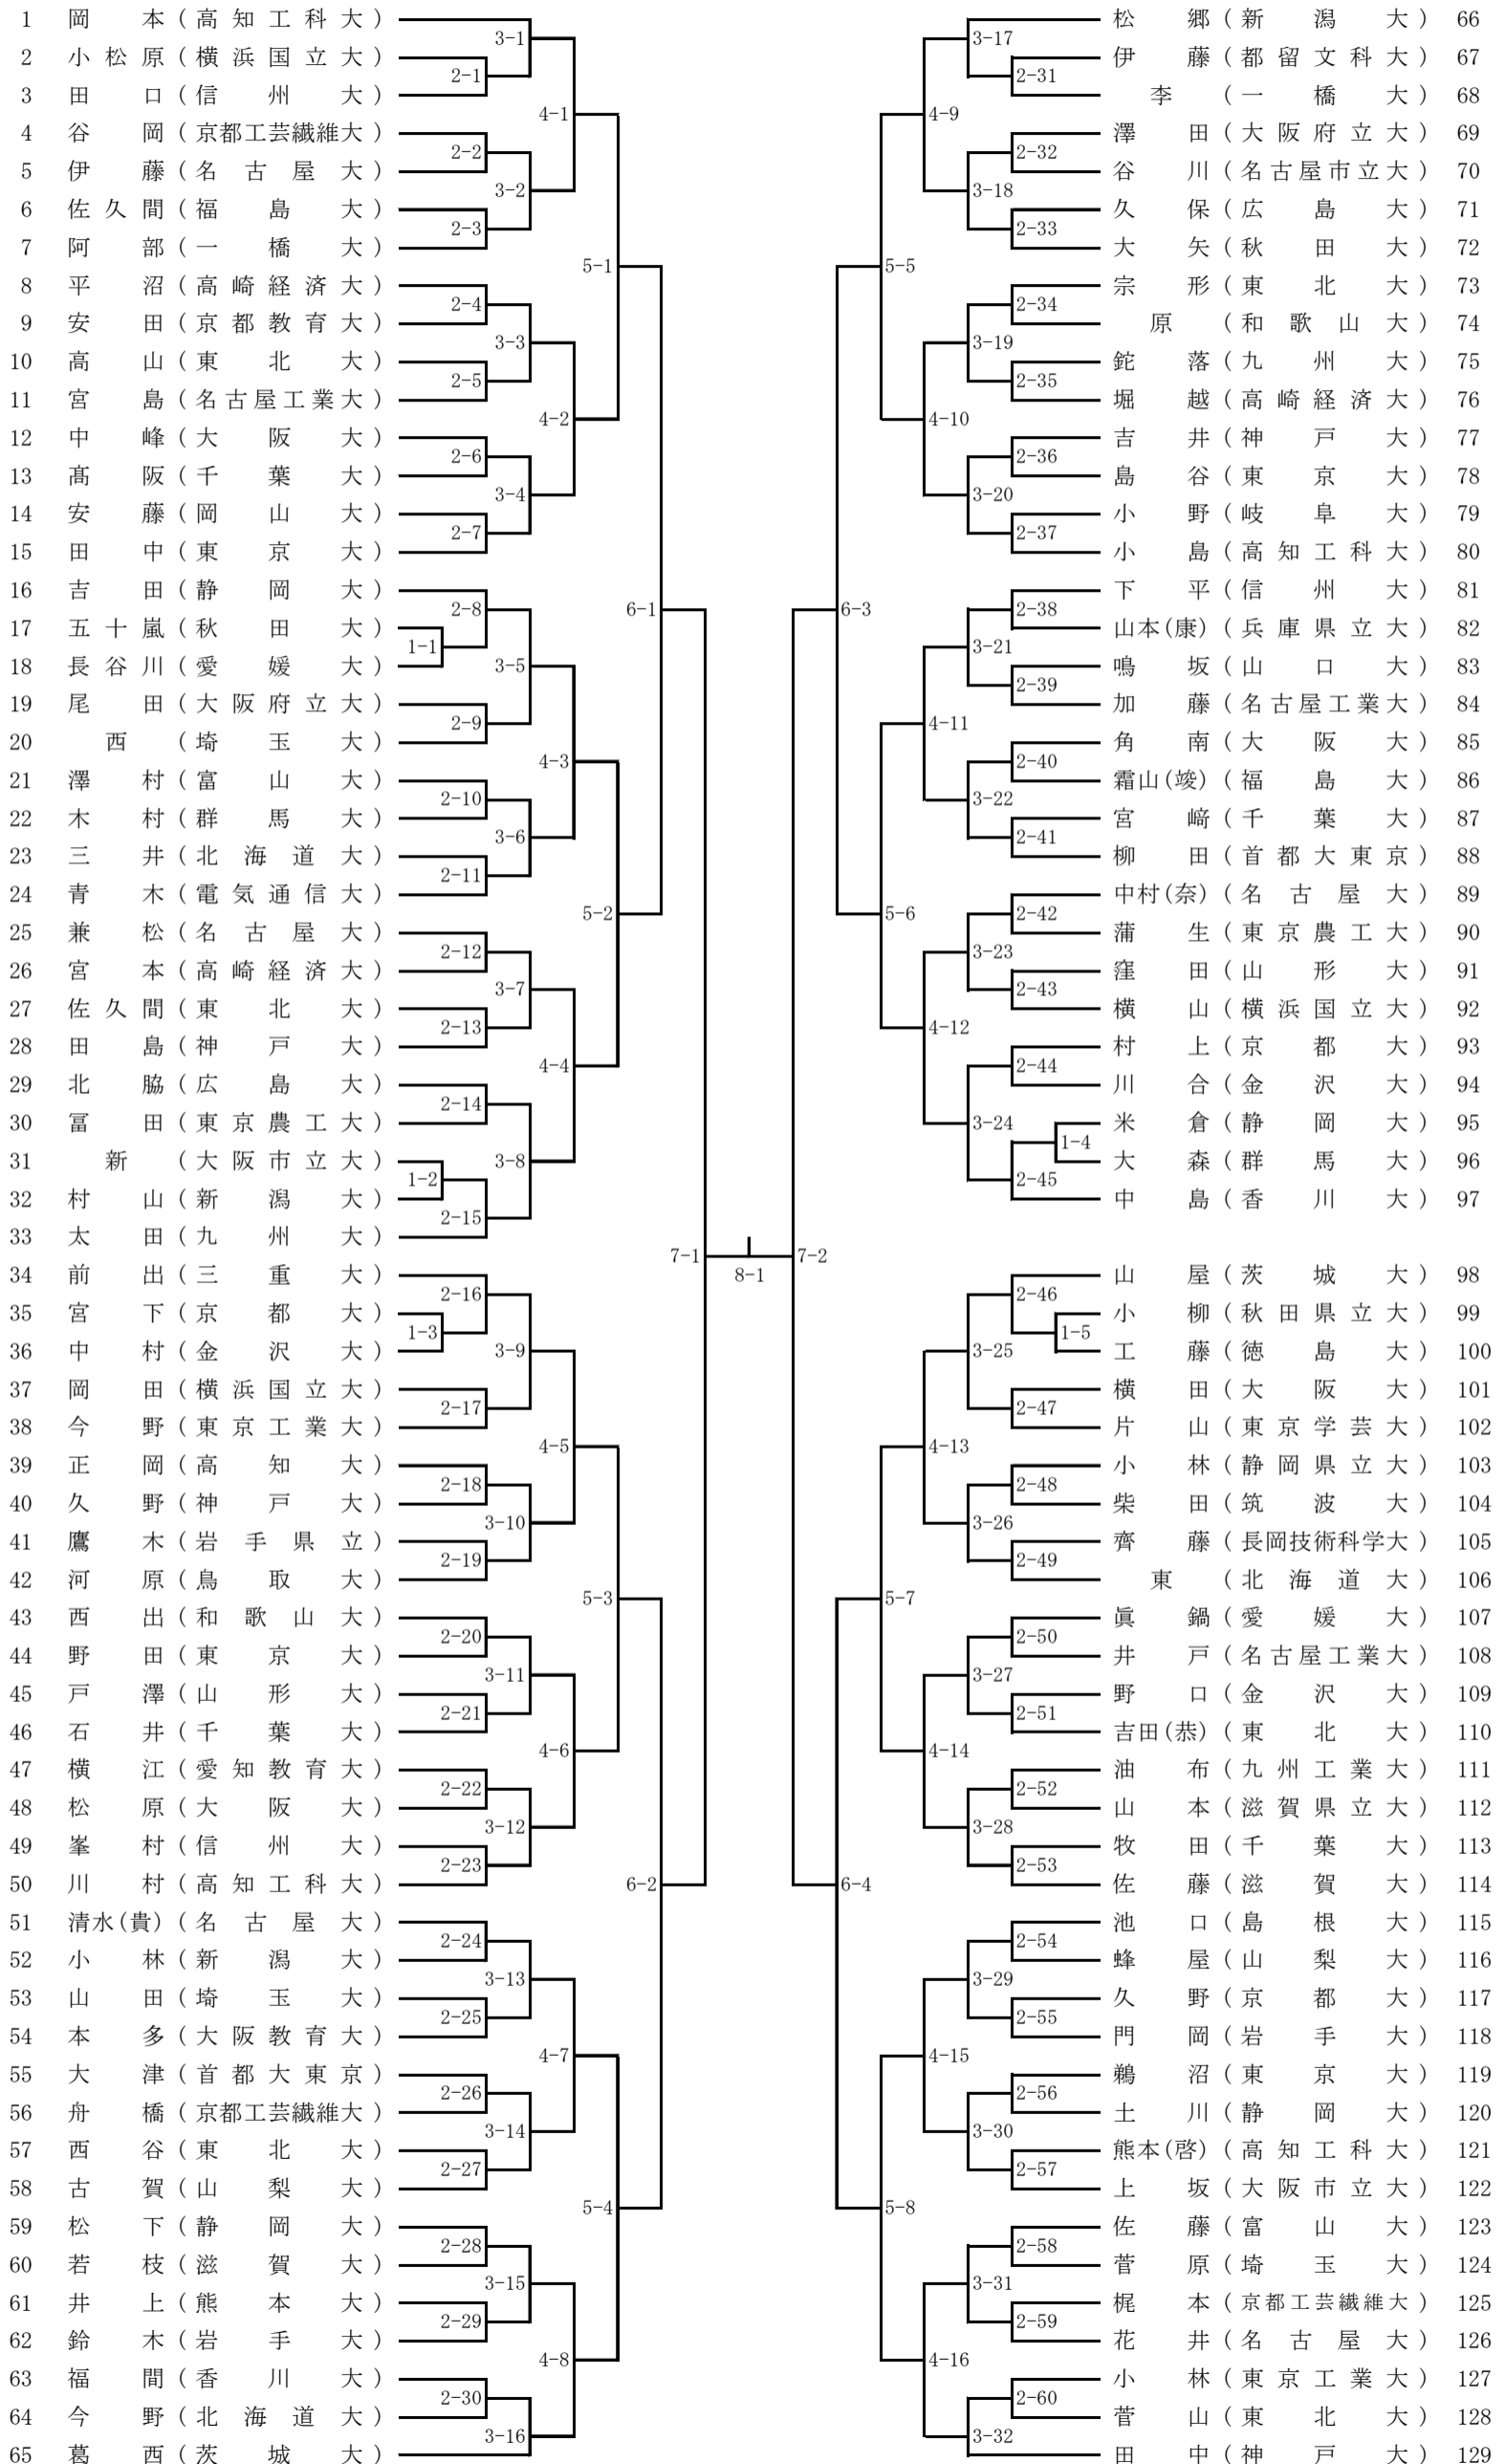 1 岡本（高知工科大）
2 小松原（横浜国立大）
3 田口（信州大）
4 谷岡（京都工芸繊維大）
5 伊藤（名古屋大）
6 佐久間（福島大）
7 阿部（一橋大）
8 平沼（高崎経済大）
9 安田（京都教育大）
10 高山（東北大）
11 宮島（名古屋工業大）
12 中峰（大阪大）
13 髙阪（千葉大）
14 安藤（岡山大）
15 田中（東京大）
16 吉田（静岡大）
17 五十嵐（秋田大）
18 長谷川（愛媛大）
19 尾田（大阪府立大）
20 西（埼玉大）
21 澤村（富山大）
22 木村（群馬大）
23 三井（北海道大）
24 青木（電気通信大）
25 兼松（名古屋大）
26 宮本（高崎経済大）
27 佐久間（東北大）
28 田島（神戸大）
29 北脇（広島大）
30 冨田（東京農工大）
31 新（大阪市立大）
32 村山（新潟大）
33 太田（九州大）
34 前出（三重大）
35 宮下（京都大）
36 中村（金沢大）
37 岡田（横浜国立大）
38 今野（東京工業大）
39 正岡（高知大）
40 久野（神戸大）
41 鷹木（岩手県立）
42 河原（鳥取大）
43 西出（和歌山大）
44 野田（東京大）
45 戸澤（山形大）
46 石井（千葉大）
47 横江（愛知教育大）
48 松原（大阪大）
49 峯村（信州大）
50 川村（高知工科大）
51 清水(貴)（名古屋大）
52 小林（新潟大）
53 山田（埼玉大）
54 本多（大阪教育大）
55 大津（首都大東京）
56 舟橋（京都工芸繊維大）
57 西谷（東北大）
58 古賀（山梨大）
59 松下（静岡大）
60 若枝（滋賀大）
61 井上（熊本大）
62 鈴木（岩手大）
63 福間（香川大）
64 今野（北海道大）
65 葛西（茨城大）
1-1
1-2
1-3
2-1
2-2
2-3
2-4
2-5
2-6
2-7
2-8
2-9
2-10
2-11
2-12
2-13
2-14
2-15
2-16
2-17
2-18
2-19
2-20
2-21
2-22
2-23
2-24
2-25
2-26
2-27
2-28
2-29
2-30
3-1
3-2
3-3
3-4
3-5
3-6
3-7
3-8
3-9
3-10
3-11
3-12
3-13
3-14
3-15
3-16
4-1
4-2
4-3
4-4
4-5
4-6
4-7
4-8
5-1
5-2
5-3
5-4
6-1
6-2
7-1
8-1
7-2
6-3
6-4
5-5
5-6
5-7
5-8
4-9
4-10
4-11
4-12
4-13
4-14
4-15
4-16
3-17
3-18
3-19
3-20
3-21
3-22
3-23
3-24
3-25
3-26
3-27
3-28
3-29
3-30
3-31
3-32
2-31
2-32
2-33
2-34
2-35
2-36
2-37
2-38
2-39
2-40
2-41
2-42
2-43
2-44
2-45
2-46
2-47
2-48
2-49
2-50
2-51
2-52
2-53
2-54
2-55
2-56
2-57
2-58
2-59
2-60
1-4
1-5
松郷（新潟大） 66
伊藤（都留文科大） 67
李（一橋大） 68
澤田（大阪府立大） 69
谷川（名古屋市立大） 70
久保（広島大） 71
大矢（秋田大） 72
宗形（東北大） 73
原（和歌山大） 74
鉈落（九州大） 75
堀越（高崎経済大） 76
吉井（神戸大） 77
島谷（東京大） 78
小野（岐阜大） 79
小島（高知工科大） 80
下平（信州大） 81
山本(康)（兵庫県立大） 82
鳴坂（山口大） 83
加藤（名古屋工業大） 84
角南（大阪大） 85
霜山(竣)（福島大） 86
宮﨑（千葉大） 87
柳田（首都大東京） 88
中村(奈)（名古屋大） 89
蒲生（東京農工大） 90
窪田（山形大） 91
横山（横浜国立大） 92
村上（京都大） 93
川合（金沢大） 94
米倉（静岡大） 95
大森（群馬大） 96
中島（香川大） 97
山屋（茨城大） 98
小柳（秋田県立大） 99
工藤（徳島大） 100
横田（大阪大） 101
片山（東京学芸大） 102
小林（静岡県立大） 103
柴田（筑波大） 104
齊藤（長岡技術科学大） 105
東（北海道大） 106
眞鍋（愛媛大） 107
井戸（名古屋工業大） 108
野口（金沢大） 109
吉田(恭)（東北大） 110
油布（九州工業大） 111
山本（滋賀県立大） 112
牧田（千葉大） 113
佐藤（滋賀大） 114
池口（島根大） 115
蜂屋（山梨大） 116
久野（京都大） 117
門岡（岩手大） 118
鵜沼（東京大） 119
土川（静岡大） 120
熊本(啓)（高知工科大） 121
上坂（大阪市立大） 122
佐藤（富山大） 123
菅原（埼玉大） 124
梶本（京都工芸繊維大） 125
花井（名古屋大） 126
小林（東京工業大） 127
菅山（東北大） 128
田中（神戸大） 129